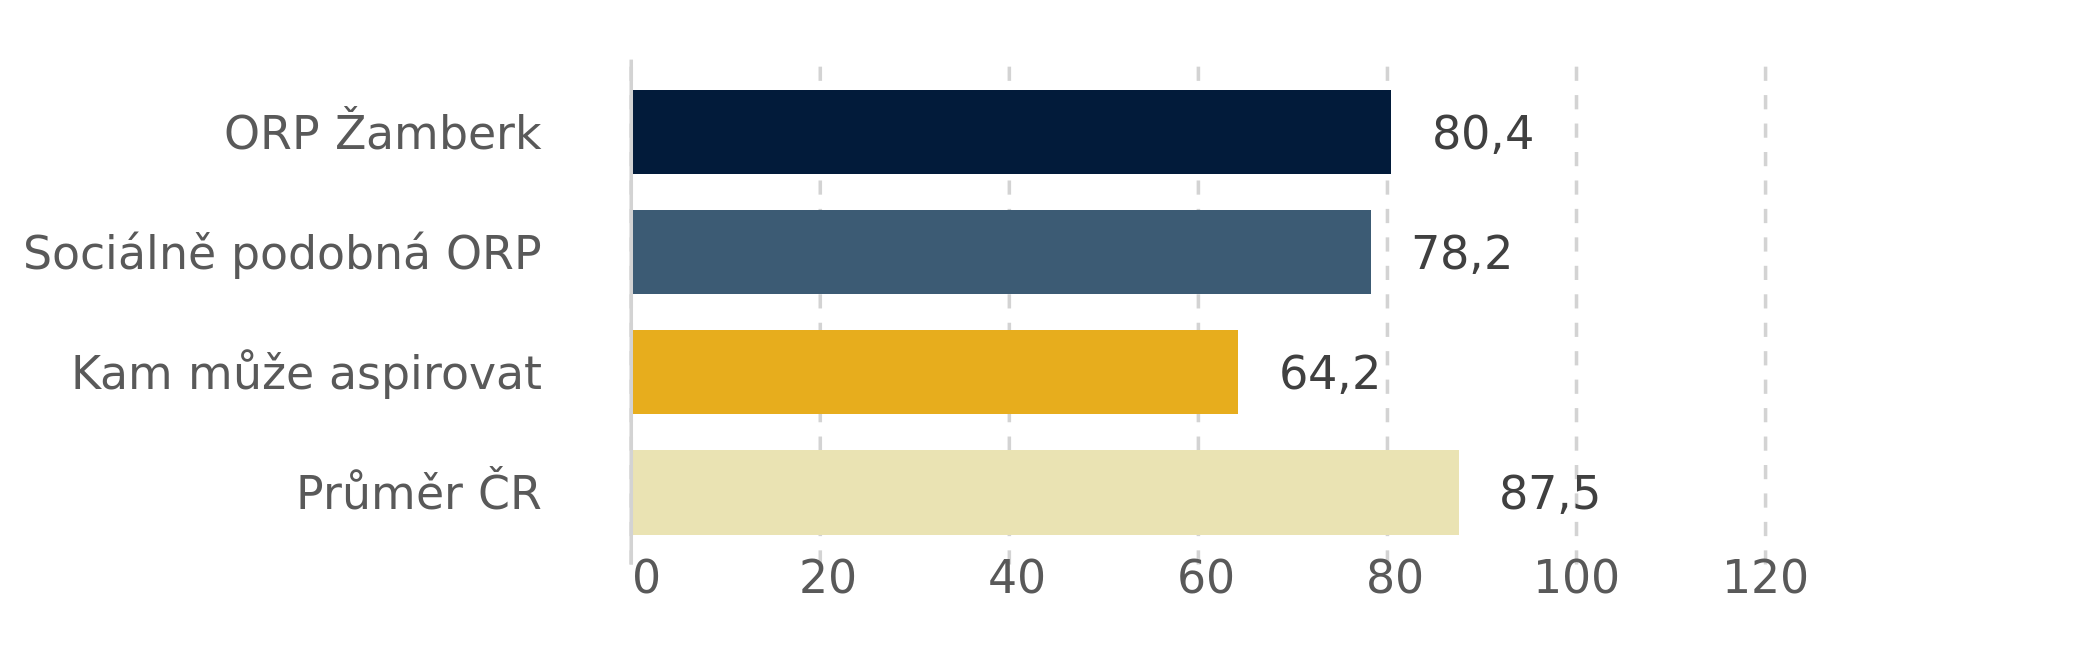 ORP Žamberk
80,4
Sociálně podobná ORP
78,2
Kam může aspirovat
64,2
Průměr ČR
87,5
0 20 40 60 80 100 120